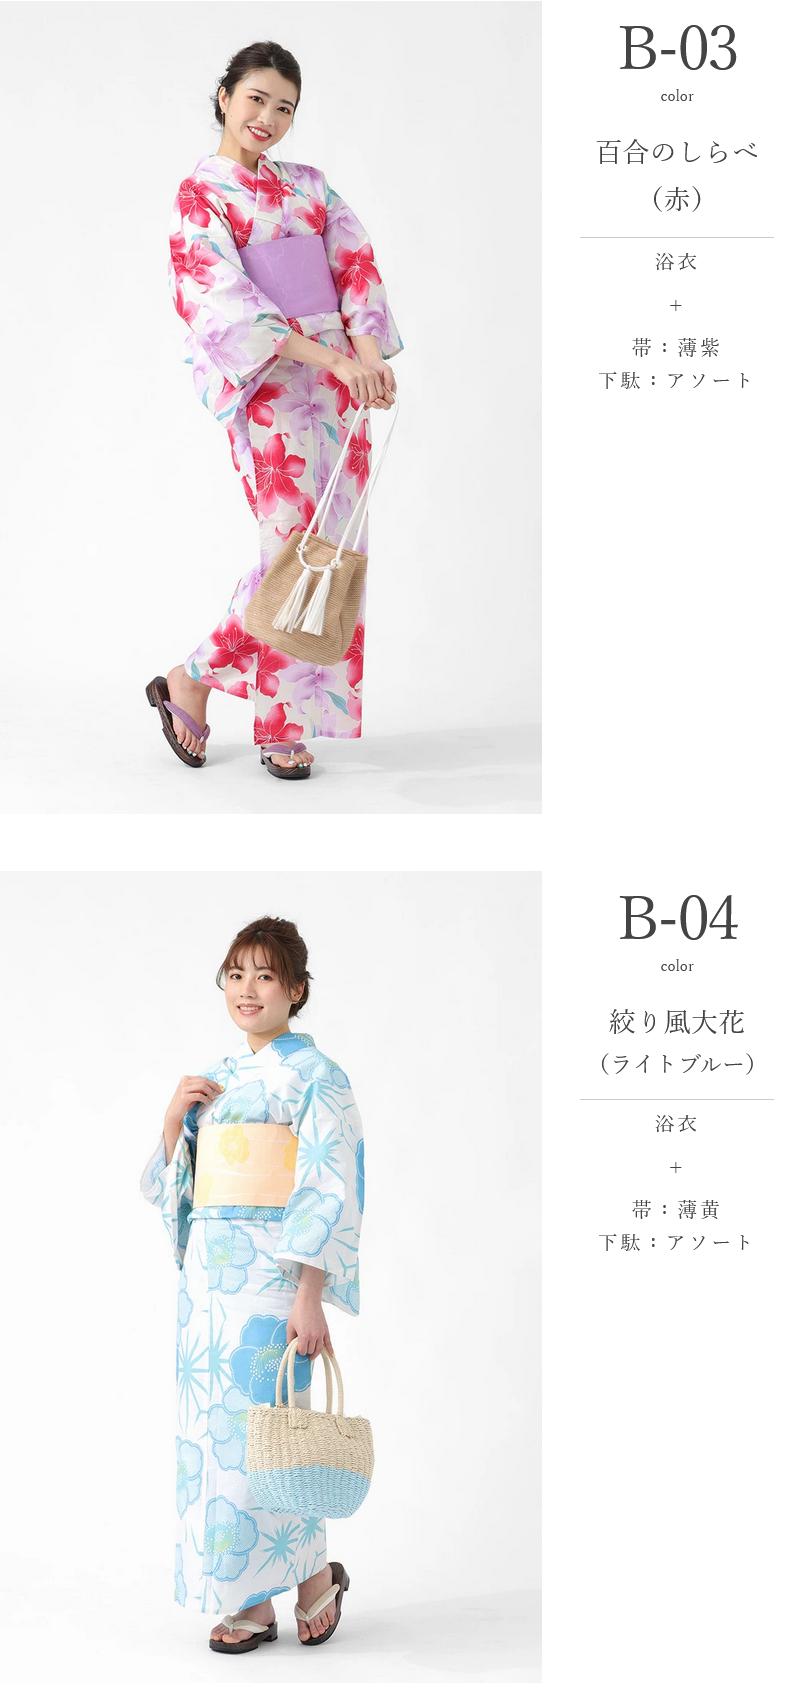 B-03
color
百合のしらべ
（赤）
浴衣
+
帯：薄紫
下駄：アソート
B-04
color
絞り風大花
（ライトブルー）
浴衣
+
帯：薄黄
下駄：アソート